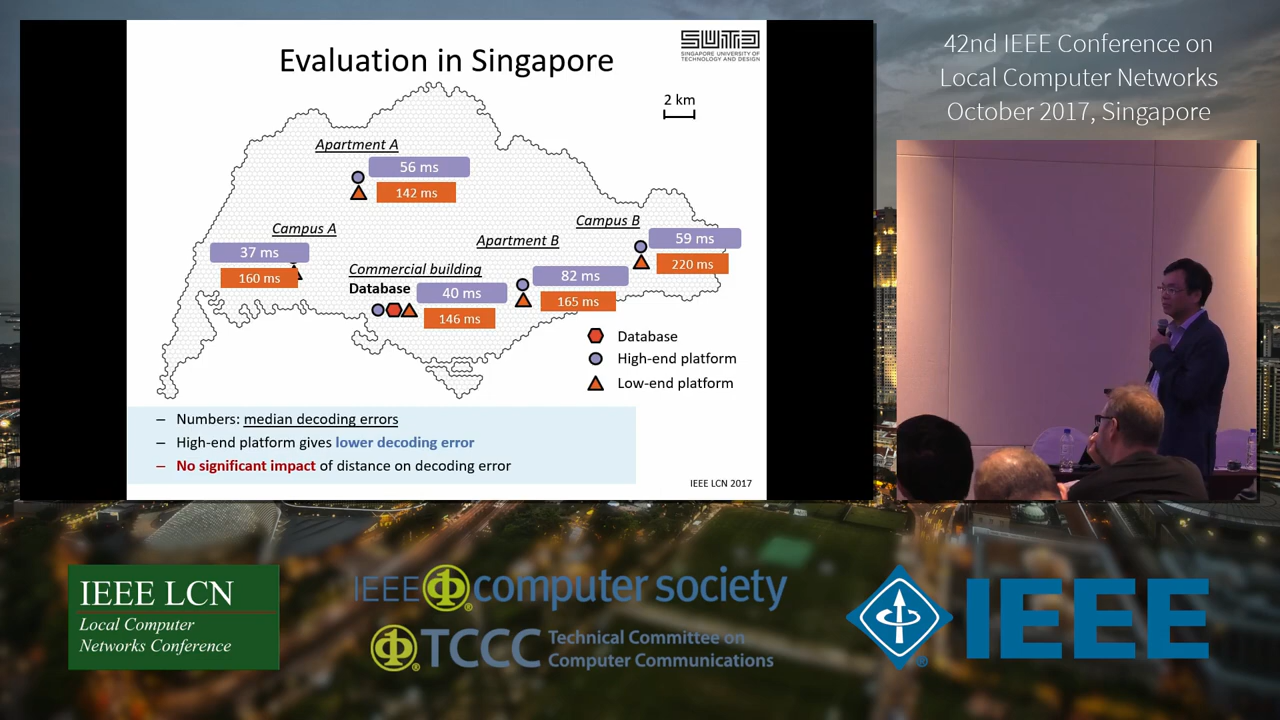 Evaluation in Singapore
SUTD
SINGAPORE UNIVERSITY OF
TECHNOLOGY AND DESIGN
2 km
Apartment A
56 ms
142 ms
Campus A
37 ms
160 ms
Commercial building
Database
40 ms
146 ms
Apartment B
82 ms
165 ms
Campus B
59 ms
220 ms
Database
High-end platform
Low-end platform
– Numbers: median decoding errors
– High-end platform gives lower decoding error
– No significant impact of distance on decoding error
IEEE LCN 2017
42nd IEEE Conference on
Local Computer Networks
October 2017, Singapore
IEEE LCN
Local Computer
Networks Conference
IEEE computer society
TCCC Technical Committee on
Computer Communications
IEEE